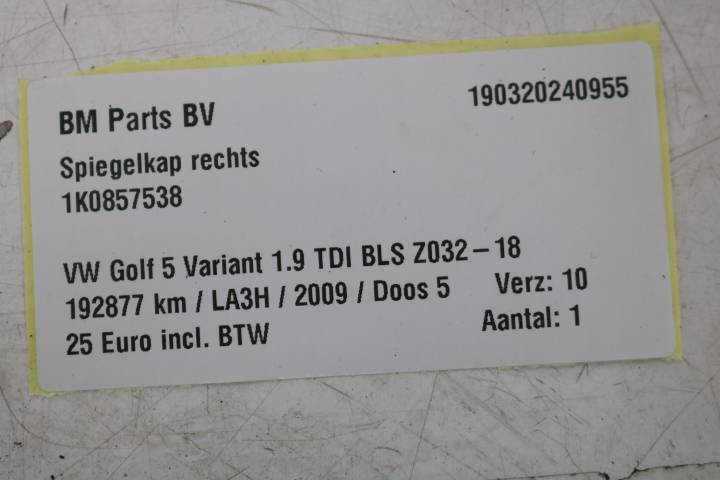 BM Parts BV 190320240955
Spiegelkap rechts
1K0857538
VW Golf 5 Variant 1.9 TDI BLS Z032-18
192877 km / LA3H / 2009 / Doos 5 Verz: 10
25 Euro incl. BTW Aantal: 1